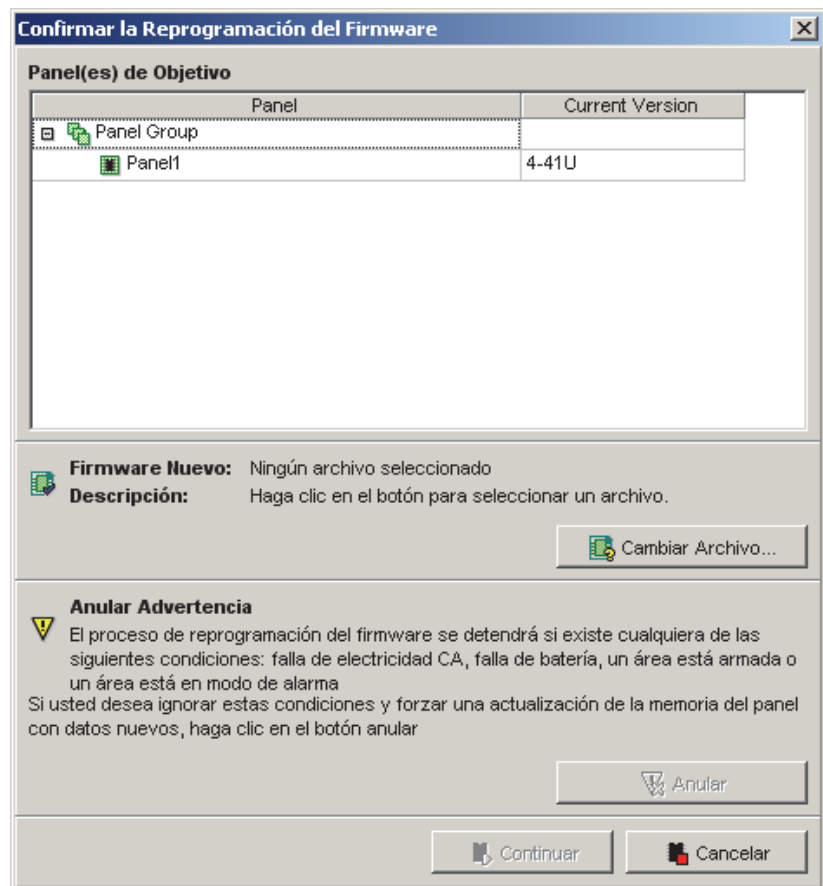 Confirmar la Reprogramación del Firmware
Panel(es) de Objetivo
Panel Current Version
Panel Group
Panel1 4-41U
Firmware Nuevo: Ningún archivo seleccionado
Descripción: Haga clic en el botón para seleccionar un archivo.
Cambiar Archivo...
Anular Advertencia
El proceso de reprogramación del firmware se detendrá si existe cualquiera de las
siguientes condiciones: falla de electricidad CA, falla de batería, un área está armada o
un área está en modo de alarma
Si usted desea ignorar estas condiciones y forzar una actualización de la memoria del panel
con datos nuevos, haga clic en el botón anular
Anular
Continuar Cancelar